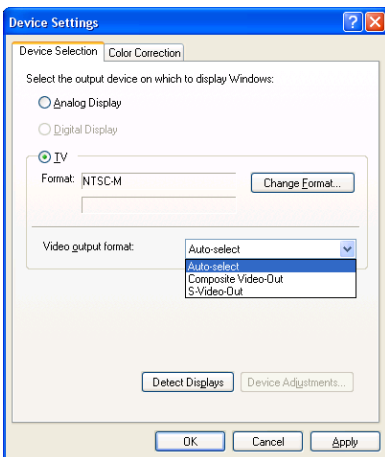 Device Settings
Device Selection
Color Correction
Select the output device on which to display Windows:
Analog Display
Digital Display
TV
Format: NTSC-M
Change Format...
Video output format: Auto-select
Auto-select
Composite Video-Out
S-Video-Out
Detect Displays
Device Adjustments...
OK
Cancel
Apply